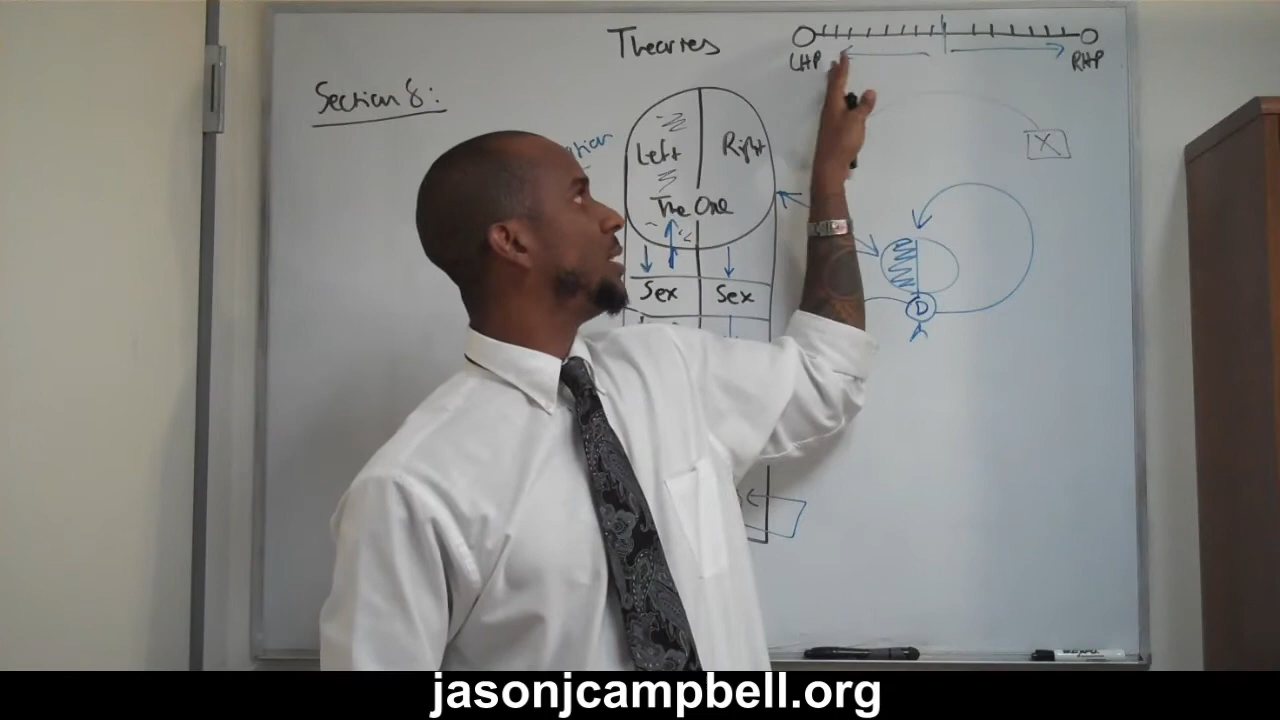 Theories
LHP
RHP
Section 8:
X
Left
Right
The One
Sex
Sex
D
jasonjcampbell.org